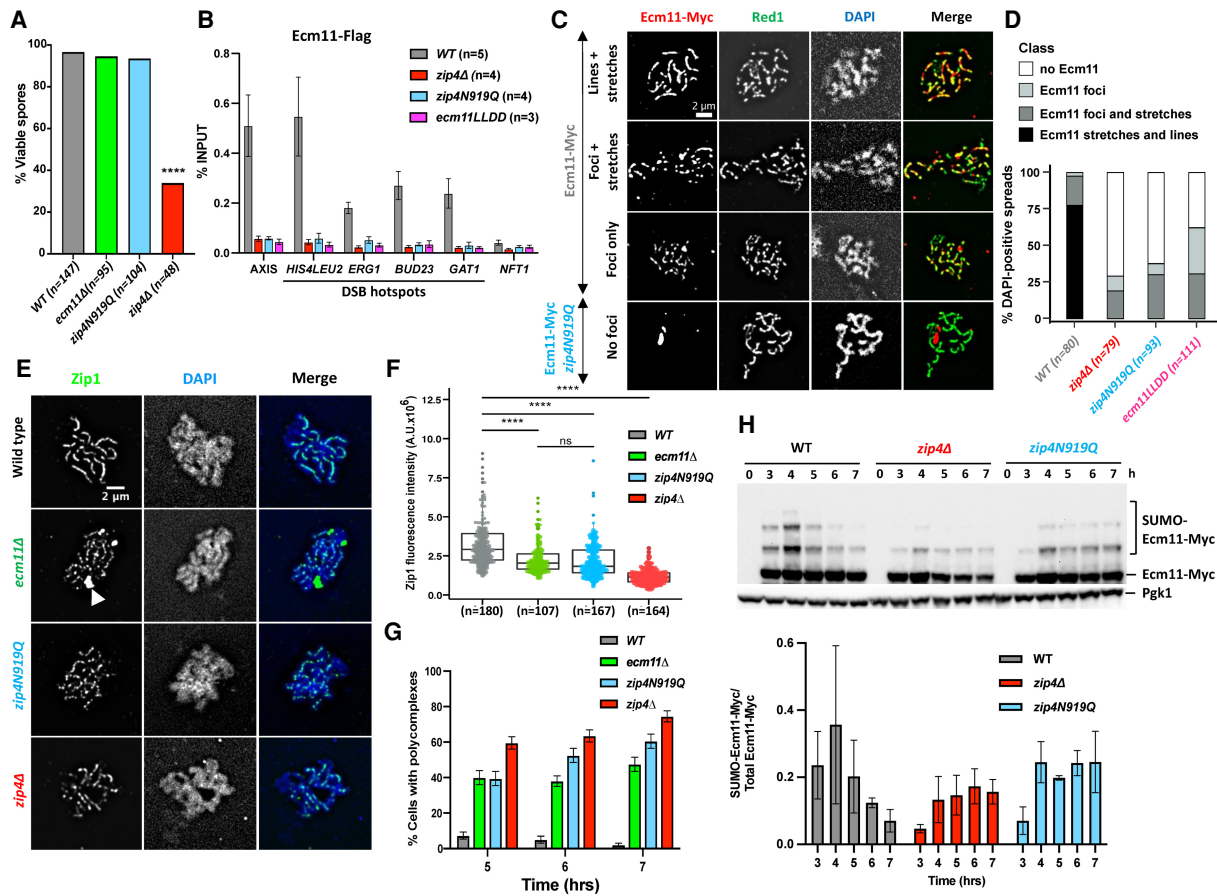 A
% Viable spores
100
80
60
40
20
0
****
WT (n=147)
ecm11Δ(n=95)
zip4N919Q (n=104)
zip4Δ (n=48)
B
Ecm11-Flag
% INPUT
0.8
0.6
0.4
0.2
0.0
WT (n=5)
zip4Δ (n=4)
zip4N919Q (n=4)
ecm11LLDD (n=3)
AXIS HIS4LEU2 ERG1 BUD23 GAT1 NFT1
DSB hotspots
C
Ecm11-Myc Red1 DAPI Merge
Lines +
stretches
2 µm
Foci +
stretches
Foci only
No foci
Ecm11-Myc
Ecm11-Myc
zip4N919Q
D
Class
no Ecm11
Ecm11 foci
Ecm11 foci and stretches
Ecm11 stretches and lines
% DAPI-positive spreads
100
75
50
25
0
WT (n=80)
zip4Δ (n=79)
zip4N919Q (n=93)
ecm11LLDD (n=111)
E
Zip1 DAPI Merge
Wild type
2 µm
ecm11Δ
zip4N919Q
zip4Δ
F
Zip1 fluorescence intensity (A.U.x10⁶)
12.5
10.0
7.5
5.0
2.5
0.0
****
****
****
ns
WT
ecm11Δ
zip4N919Q
zip4Δ
(n=180) (n=107) (n=167) (n=164)
G
% Cells with polycomplexes
100
80
60
40
20
0
WT
ecm11Δ
zip4N919Q
zip4Δ
5 6 7
Time (hrs)
H
WT zip4Δ zip4N919Q
0 3 4 5 6 7 0 3 4 5 6 7 0 3 4 5 6 7 h
SUMO-
Ecm11-Myc
Ecm11-Myc
Pgk1
SUMO-Ecm11-Myc/
Total Ecm11-Myc
0.6
0.4
0.2
0.0
WT
zip4Δ
zip4N919Q
3 4 5 6 7 3 4 5 6 7 3 4 5 6 7
Time (hrs)